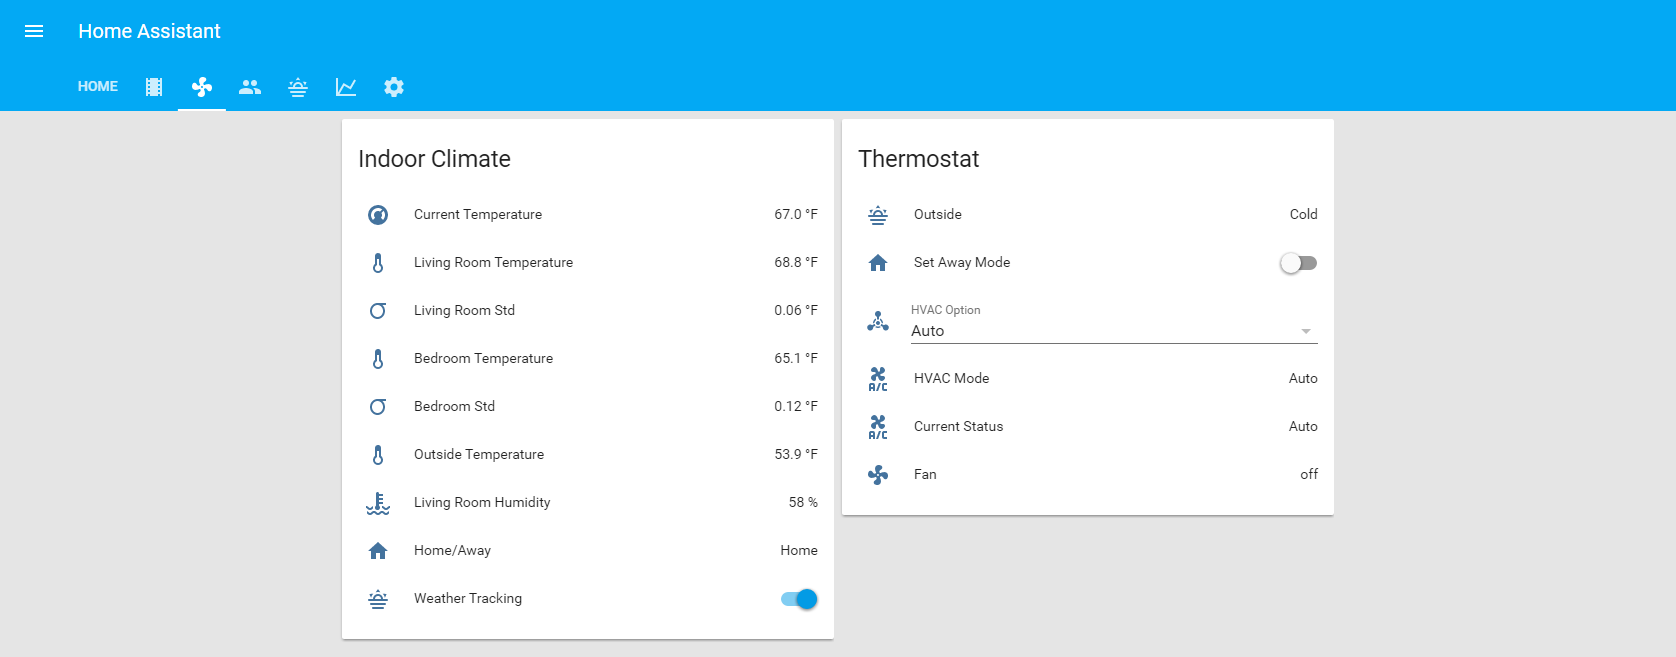 Home Assistant
HOME
Indoor Climate
Current Temperature 67.0 °F
Living Room Temperature 68.8 °F
Living Room Std 0.06 °F
Bedroom Temperature 65.1 °F
Bedroom Std 0.12 °F
Outside Temperature 53.9 °F
Living Room Humidity 58 %
Home/Away Home
Weather Tracking
Thermostat
Outside Cold
Set Away Mode
HVAC Option
Auto
A/C HVAC Mode Auto
A/C Current Status Auto
Fan off